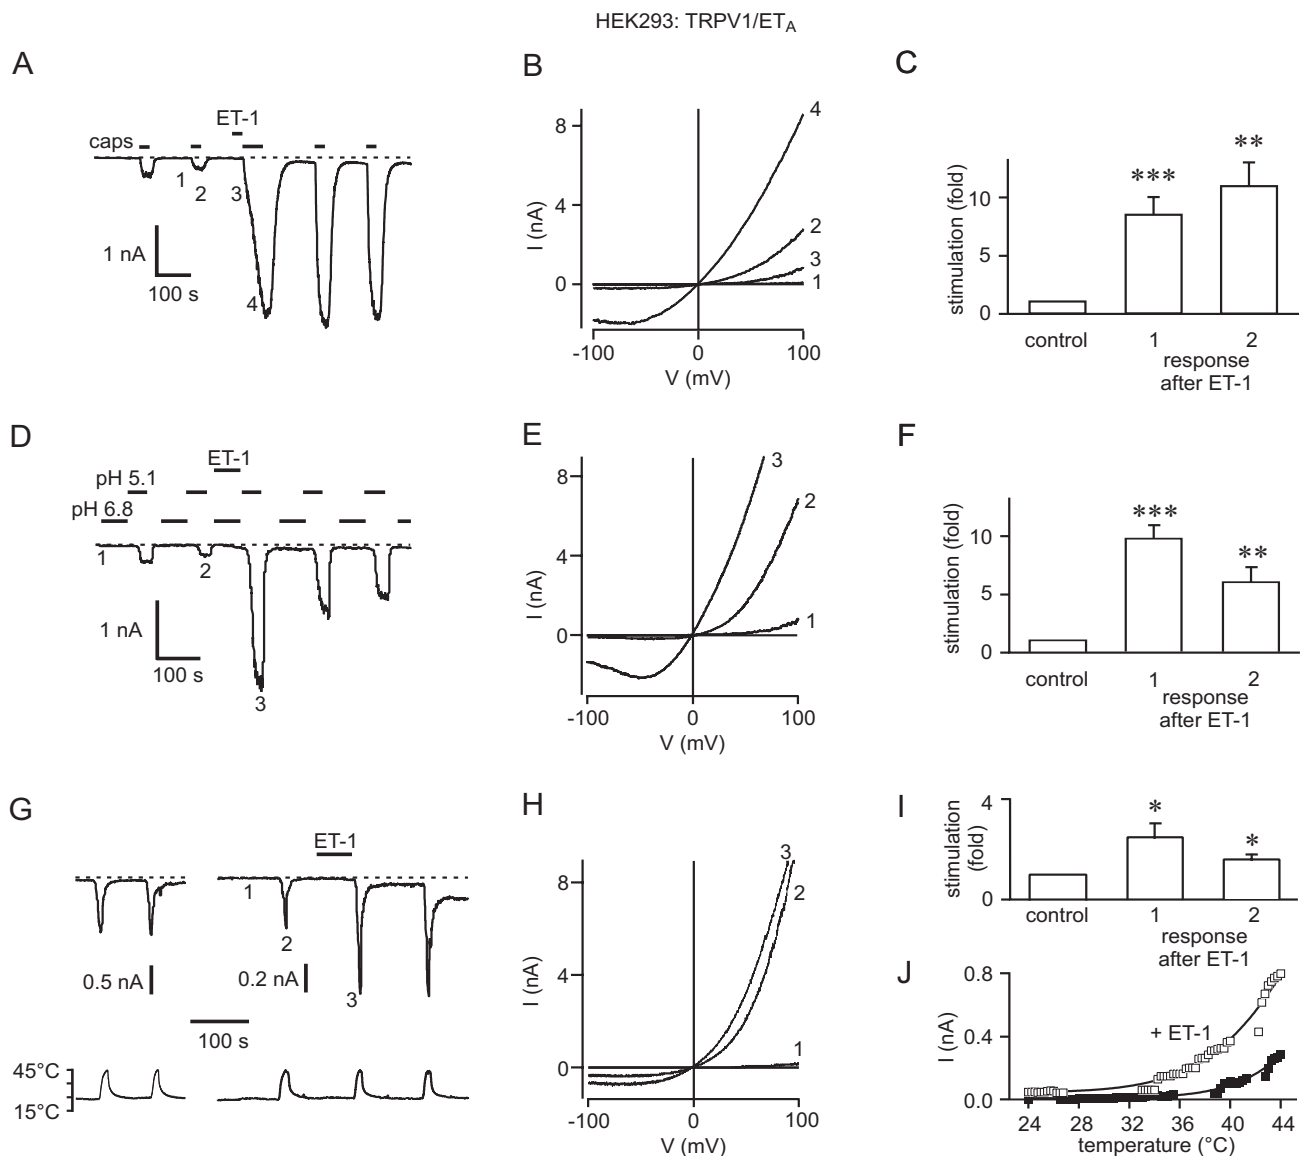 HEK293: TRPV1/ETA
A
ET-1
caps
1
2
3
4
1 nA
100 s
B
8
4
0
I (nA)
4
2
3
1
-100
0
100
V (mV)
C
10
5
0
stimulation (fold)
***
**
control
1
2
response
after ET-1
D
ET-1
pH 5.1
pH 6.8
1
2
3
1 nA
100 s
E
8
4
0
I (nA)
3
2
1
-100
0
100
V (mV)
F
10
5
0
stimulation (fold)
***
**
control
1
2
response
after ET-1
G
ET-1
1
2
3
0.5 nA
0.2 nA
100 s
45°C
15°C
H
8
4
0
I (nA)
3
2
1
-100
0
100
V (mV)
I
4
2
0
stimulation
(fold)
*
*
control
1
2
response
after ET-1
J
0.8
0.4
0.0
I (nA)
+ ET-1
24
28
32
36
40
44
temperature (°C)